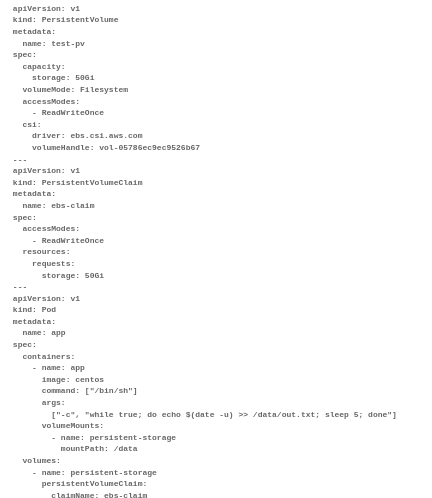 apiVersion: v1
kind: PersistentVolume
metadata:
  name: test-pv
spec:
  capacity:
    storage: 50Gi
  volumeMode: Filesystem
  accessModes:
    - ReadWriteOnce
  csi:
    driver: ebs.csi.aws.com
    volumeHandle: vol-05786ec9ec9526b67
---
apiVersion: v1
kind: PersistentVolumeClaim
metadata:
  name: ebs-claim
spec:
  accessModes:
    - ReadWriteOnce
  resources:
    requests:
      storage: 50Gi
---
apiVersion: v1
kind: Pod
metadata:
  name: app
spec:
  containers:
    - name: app
      image: centos
      command: ["/bin/sh"]
      args:
        ["-c", "while true; do echo $(date -u) >> /data/out.txt; sleep 5; done"]
      volumeMounts:
        - name: persistent-storage
          mountPath: /data
  volumes:
    - name: persistent-storage
      persistentVolumeClaim:
        claimName: ebs-claim